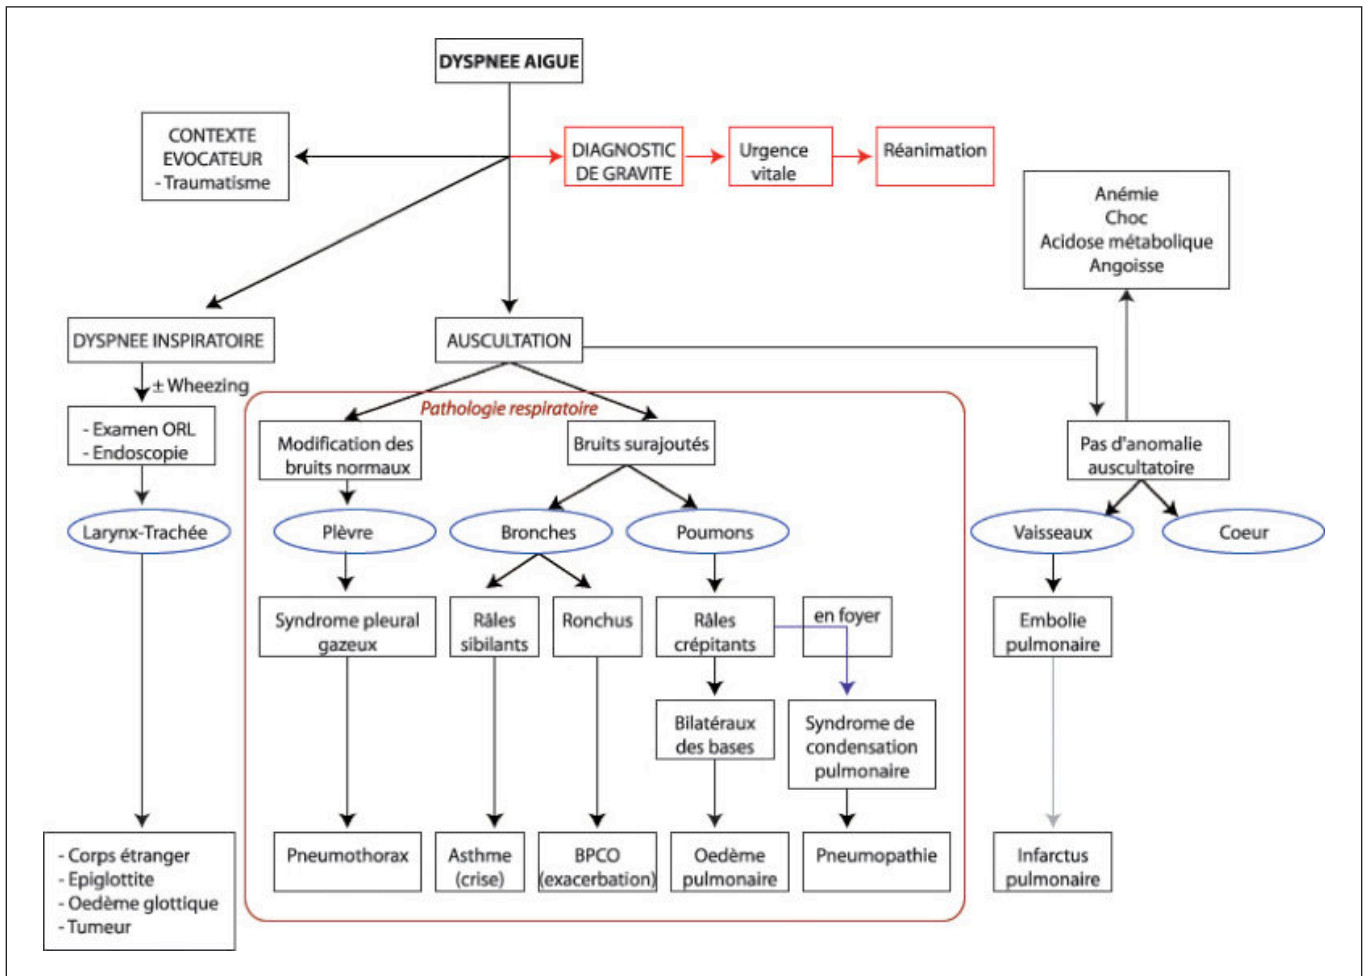 DYSPNEE AIGUE
CONTEXTE
EVOCATEUR
- Traumatisme
DIAGNOSTIC
DE GRAVITE
Urgence
vitale
Réanimation
Anémie
Choc
Acidose métabolique
Angoisse
DYSPNEE INSPIRATOIRE
AUSCULTATION
± Wheezing
- Examen ORL
- Endoscopie
Pathologie respiratoire
Modification des
bruits normaux
Bruits surajoutés
Pas d'anomalie
auscultatoire
Larynx-Trachée
Plèvre
Bronches
Poumons
Vaisseaux
Coeur
Syndrome pleural
gazeux
Râles
sibilants
Ronchus
Râles
crépitants
en foyer
Embolie
pulmonaire
Bilatéraux
des bases
Syndrome de
condensation
pulmonaire
- Corps étranger
- Epiglottite
- Oedème glottique
- Tumeur
Pneumothorax
Asthme
(crise)
BPCO
(exacerbation)
Oedème
pulmonaire
Pneumopathie
Infarctus
pulmonaire